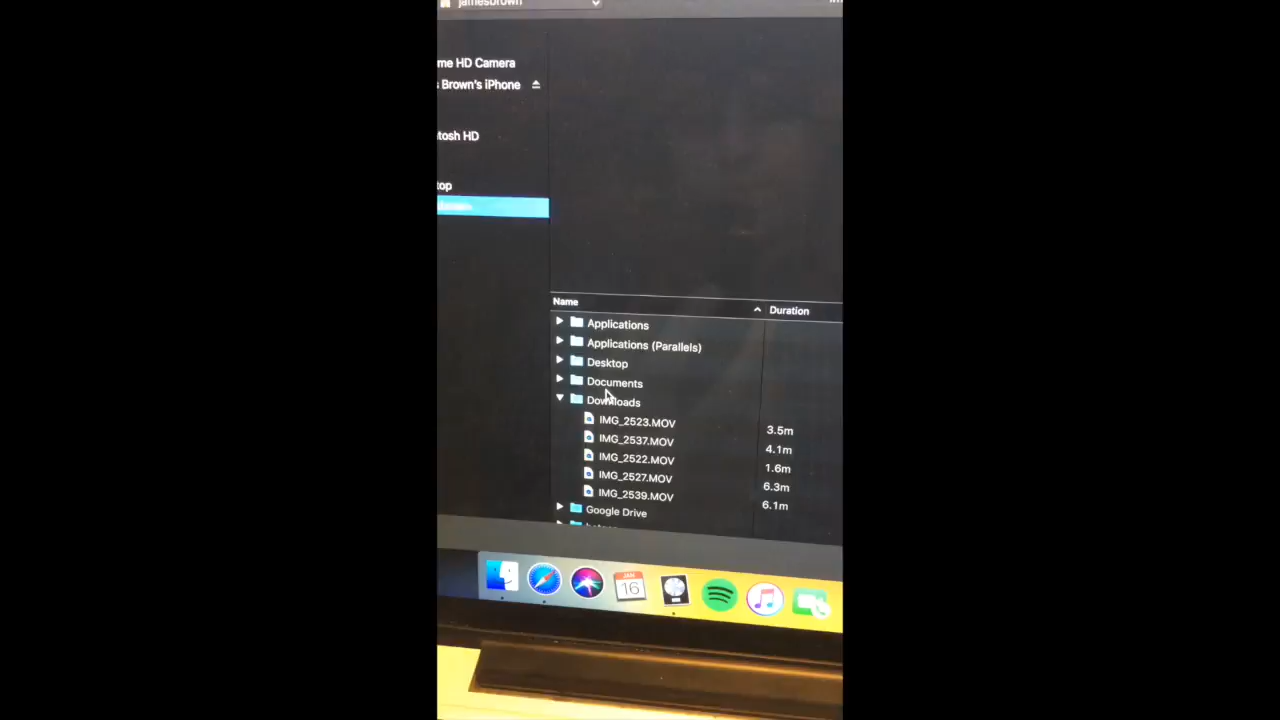 jamesbrown
me HD Camera
s Brown's iPhone
tosh HD
top
Name
Duration
Applications
Applications (Parallels)
Desktop
Documents
Downloads
IMG_2523.MOV 3.5m
IMG_2537.MOV 4.1m
IMG_2522.MOV 1.6m
IMG_2527.MOV 6.3m
IMG_2539.MOV 6.1m
Google Drive
JAN
16